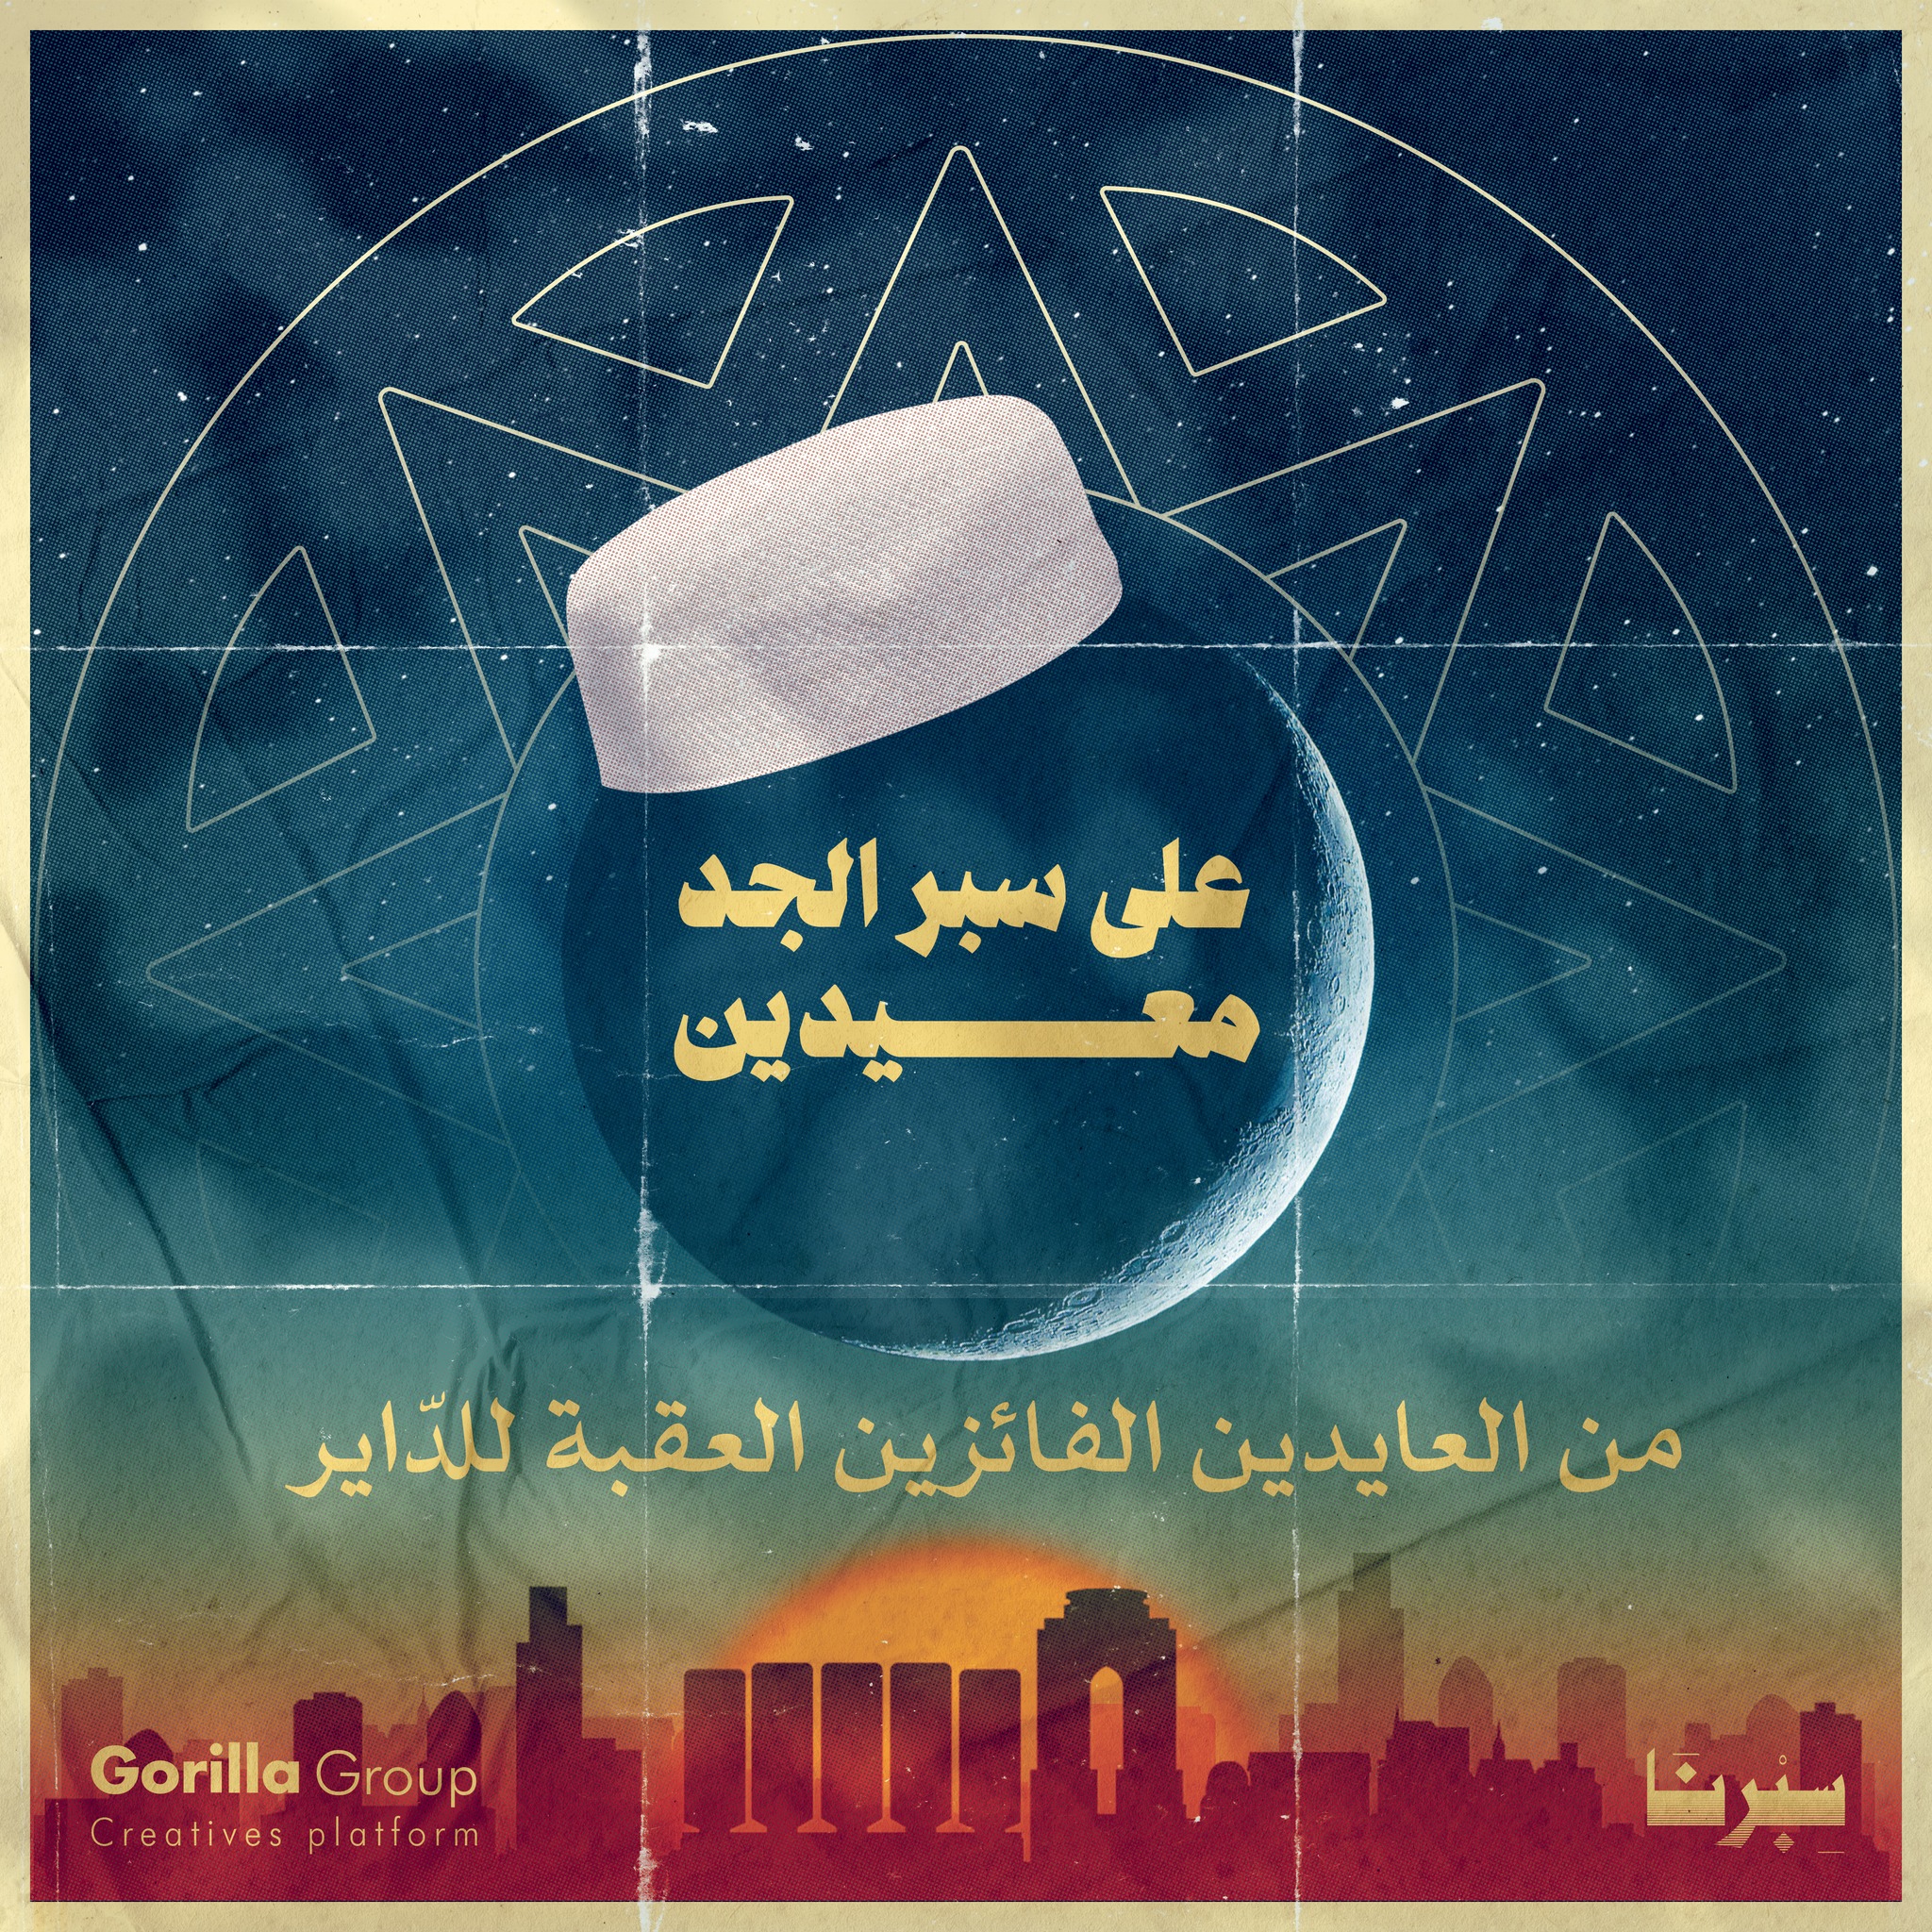 على سبر الجد
معـــــيدين
من العايدين الفائزين العقبة للدّاير
Gorilla Group
Creatives platform
سِبْرنَا